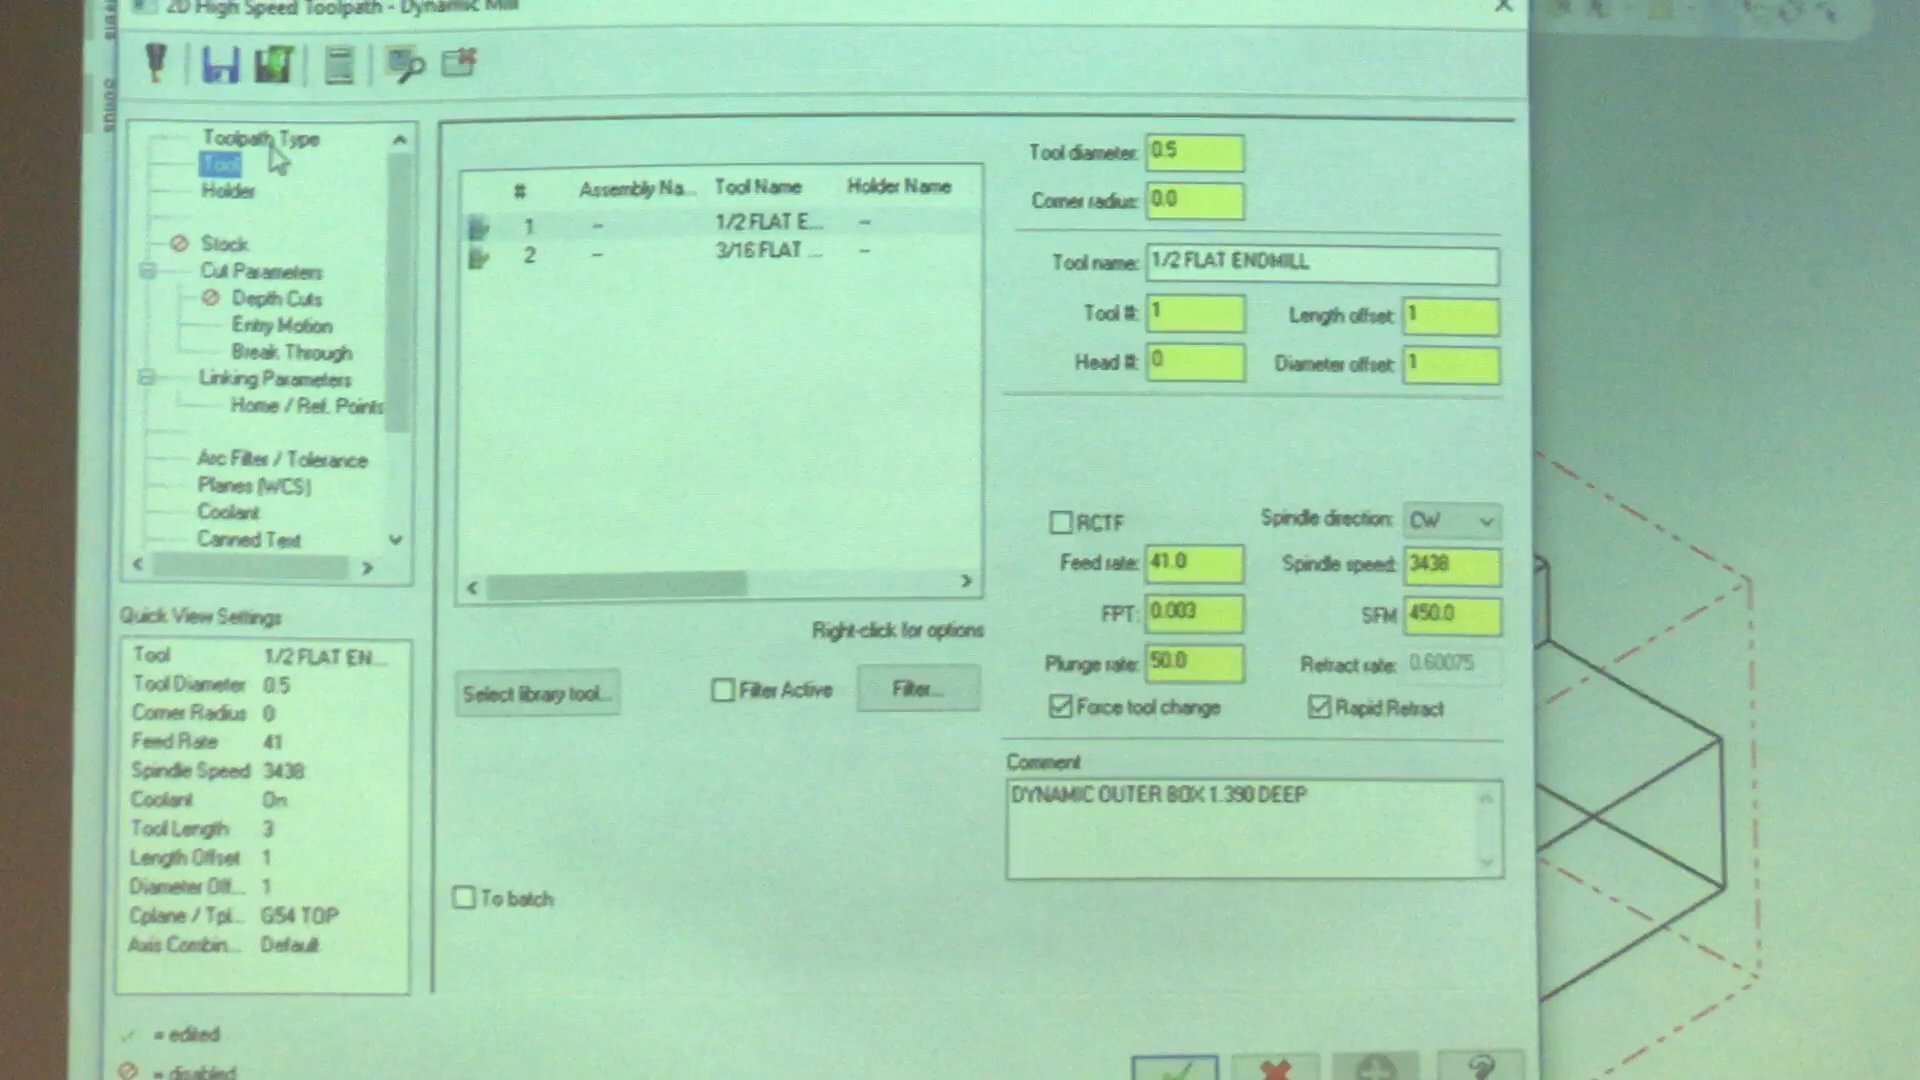 2D High Speed Toolpath - Dynamic Mill
Toolpath Type
Tool
Holder
Stock
Cut Parameters
Depth Cuts
Entry Motion
Break Through
Linking Parameters
Home / Ref. Points
Arc Filter / Tolerance
Planes (WCS)
Coolant
Canned Text
Quick View Settings
Tool 1/2 FLAT EN...
Tool Diameter 0.5
Corner Radius 0
Feed Rate 41
Spindle Speed 3438
Coolant On
Tool Length 3
Length Offset 1
Diameter Off... 1
Cplane / Tpl... G54 TOP
Axis Combin... Default
= edited
= disabled
# Assembly Na... Tool Name Holder Name
1 -- 1/2 FLAT E... --
2 -- 3/16 FLAT ... --
Right-click for options
Select library tool...
Filter Active
Filter...
To batch
Tool diameter: 0.5
Corner radius: 0.0
Tool name: 1/2 FLAT ENDMILL
Tool #: 1 Length offset: 1
Head #: 0 Diameter offset: 1
RCTF Spindle direction: CW
Feed rate: 41.0 Spindle speed: 3438
FPT: 0.003 SFM 450.0
Plunge rate: 50.0 Retract rate: 0.60075
Force tool change Rapid Retract
Comment
DYNAMIC OUTER BOX 1.390 DEEP